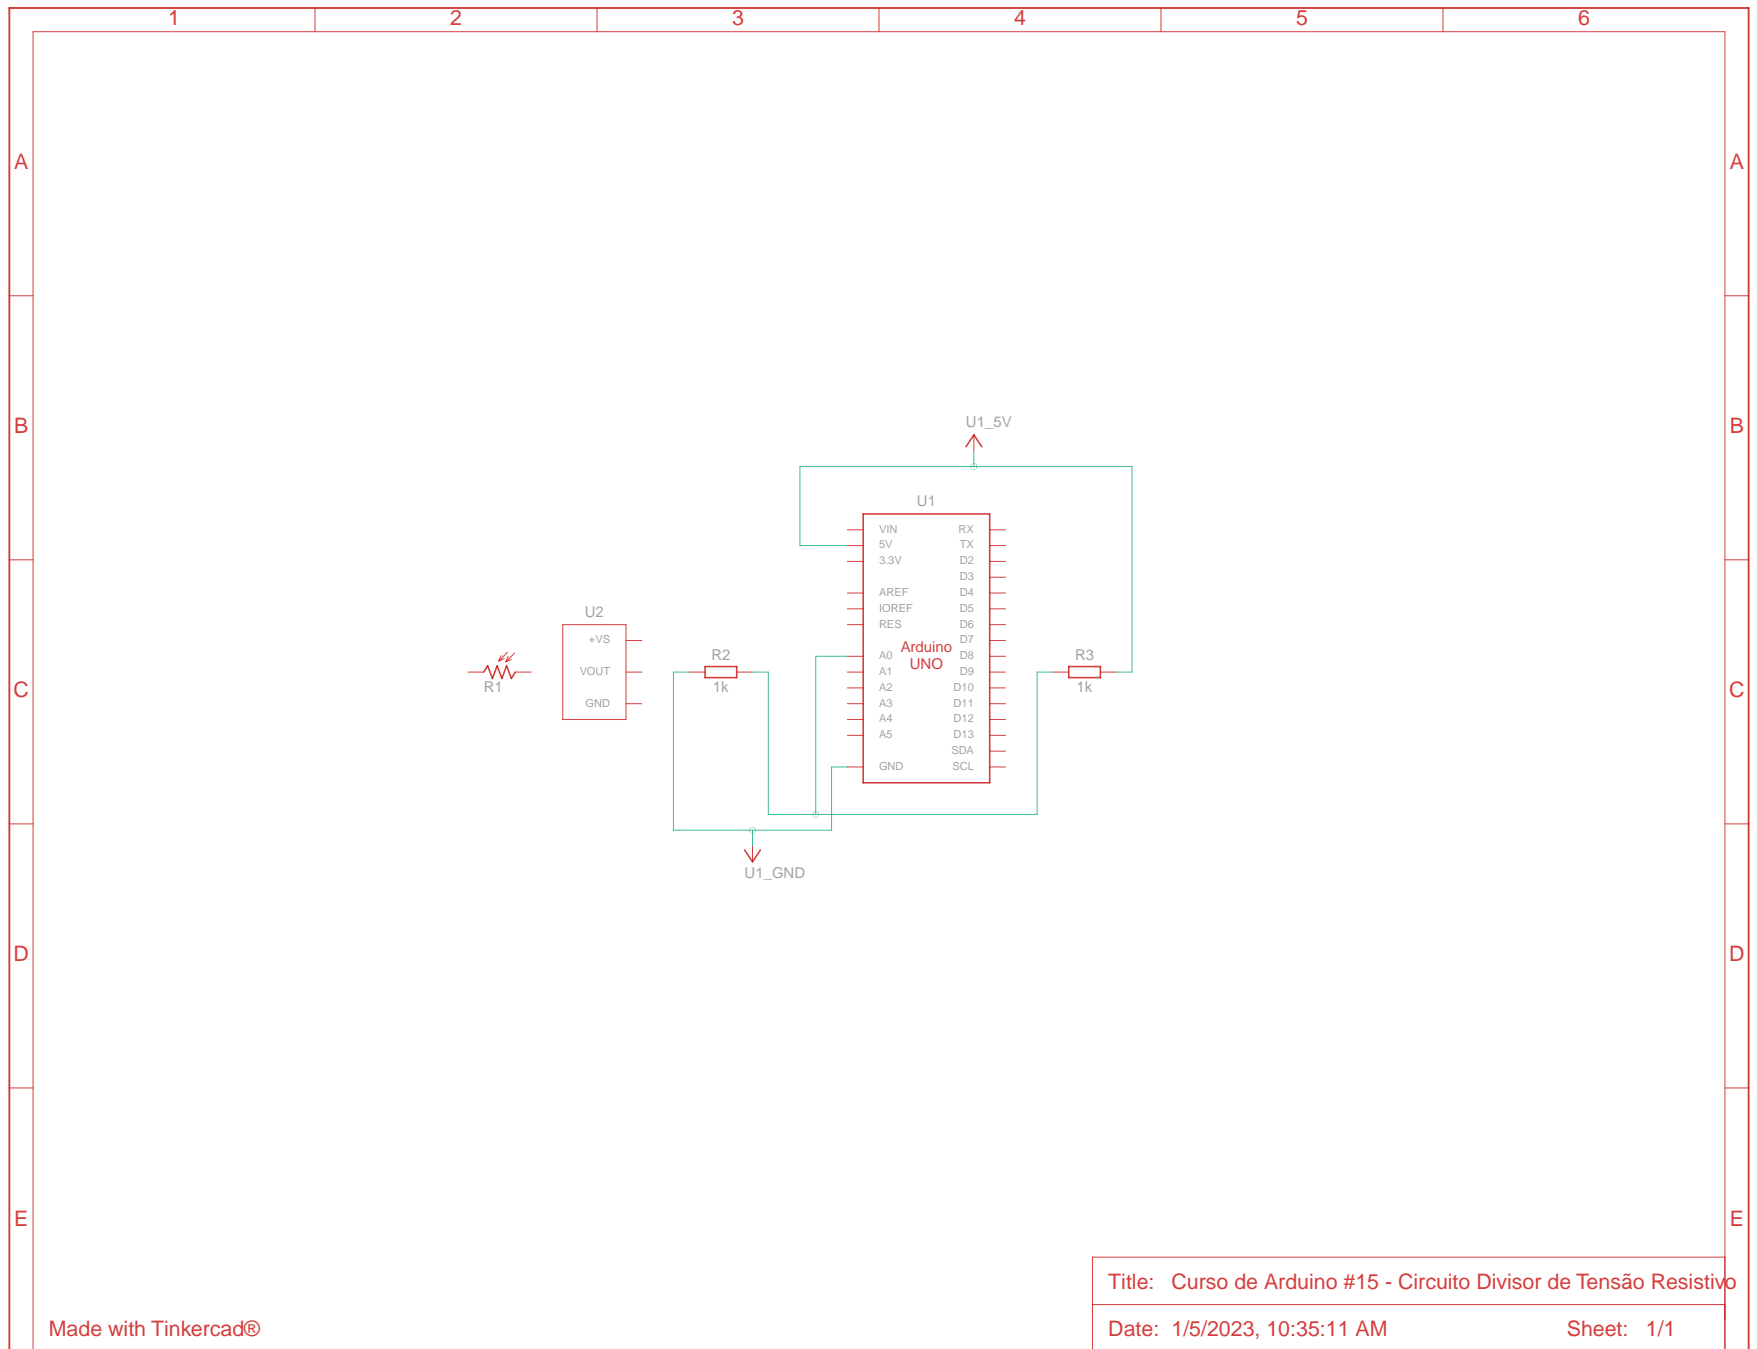 1 2 3 4 5 6
A A
B B
U1_5V
U1
VIN RX
5V TX
3.3V D2
D3
AREF D4
IOREF D5
RES D6
D7
U2
+VS
VOUT
GND
R1
R2
1k
Arduino
UNO
A0 D8
A1 D9
A2 D10
A3 D11
A4 D12
A5 D13
SDA
GND SCL
R3
1k
C C
U1_GND
D D
E E
Title: Curso de Arduino #15 - Circuito Divisor de Tensão Resistivo
Made with Tinkercad®
Date: 1/5/2023, 10:35:11 AM Sheet: 1/1